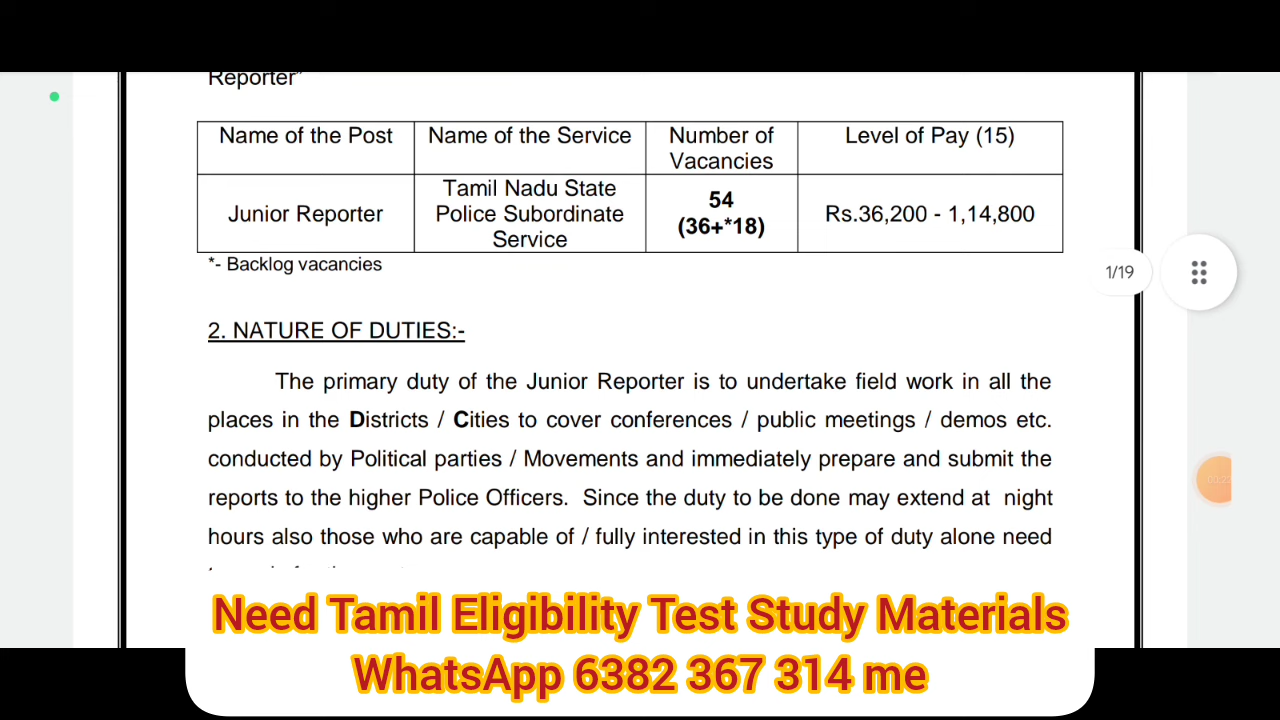 Reporter"
Name of the Post
Name of the Service
Number of
Vacancies
Level of Pay (15)
Junior Reporter
Tamil Nadu State
Police Subordinate
Service
54
(36+*18)
Rs.36,200 - 1,14,800
*- Backlog vacancies
1/19
2. NATURE OF DUTIES:-
The primary duty of the Junior Reporter is to undertake field work in all the
places in the Districts / Cities to cover conferences / public meetings / demos etc.
conducted by Political parties / Movements and immediately prepare and submit the
reports to the higher Police Officers. Since the duty to be done may extend at night
hours also those who are capable of / fully interested in this type of duty alone need
Need Tamil Eligibility Test Study Materials
WhatsApp 6382 367 314 me